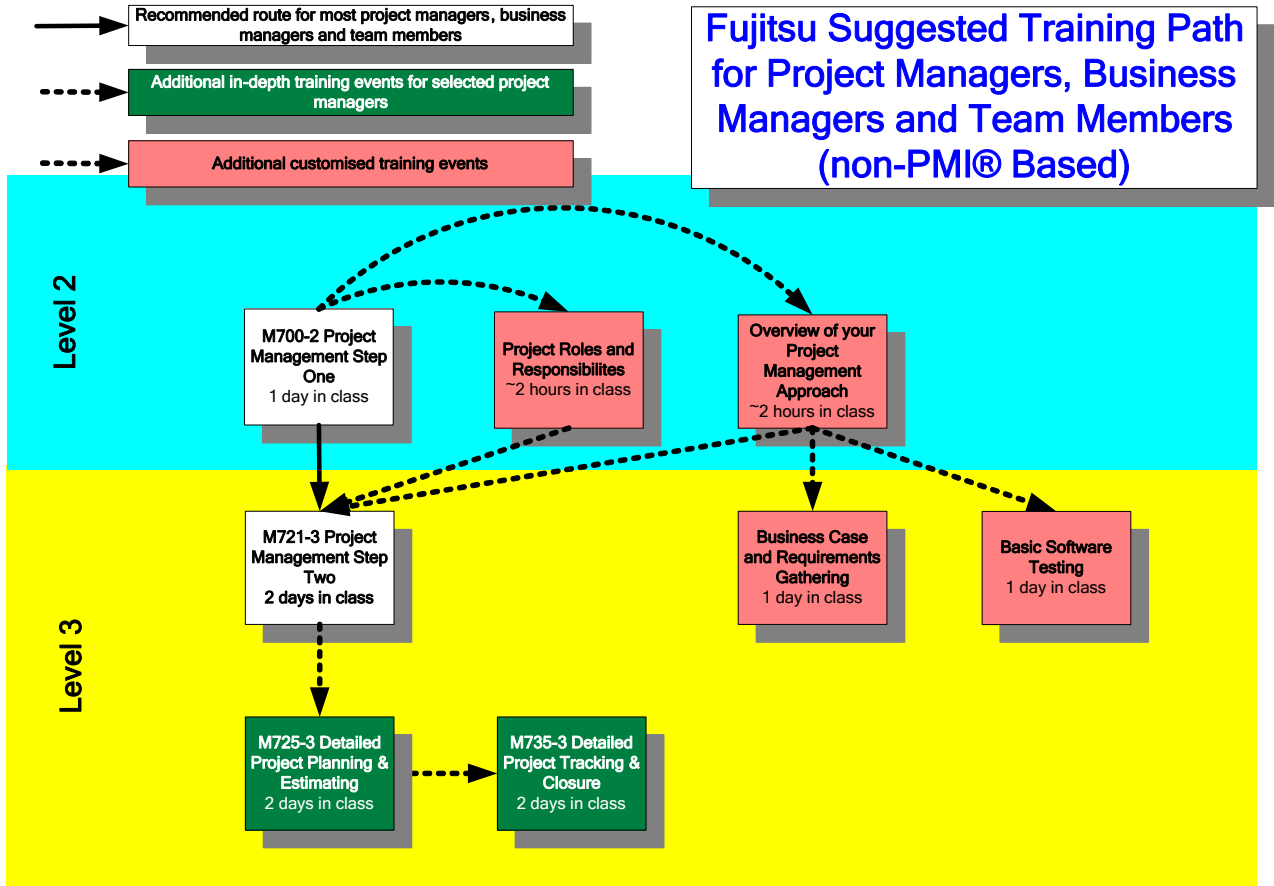 Recommended route for most project managers, business
managers and team members
Additional in-depth training events for selected project
managers
Additional customised training events
Fujitsu Suggested Training Path
for Project Managers, Business
Managers and Team Members
(non-PMI® Based)
Level 2
M700-2 Project
Management Step
One
1 day in class
Project Roles and
Responsibilites
~2 hours in class
Overview of your
Project
Management
Approach
~2 hours in class
Level 3
M721-3 Project
Management Step
Two
2 days in class
Business Case
and Requirements
Gathering
1 day in class
Basic Software
Testing
1 day in class
M725-3 Detailed
Project Planning &
Estimating
2 days in class
M735-3 Detailed
Project Tracking &
Closure
2 days in class